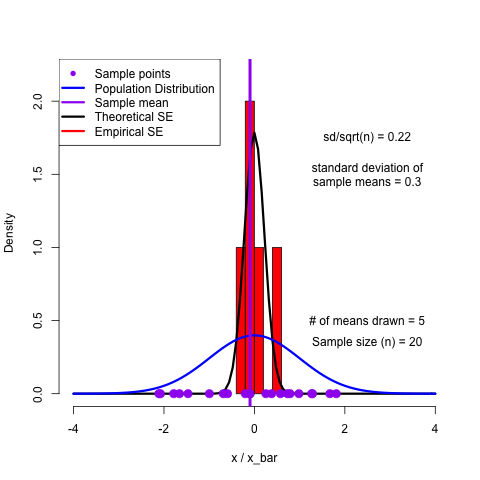 Sample points
Population Distribution
Sample mean
Theoretical SE
Empirical SE
sd/sqrt(n) = 0.22
standard deviation of
sample means = 0.3
# of means drawn = 5
Sample size (n) = 20
Density
0.0
0.5
1.0
1.5
2.0
-4
-2
0
2
4
x / x_bar